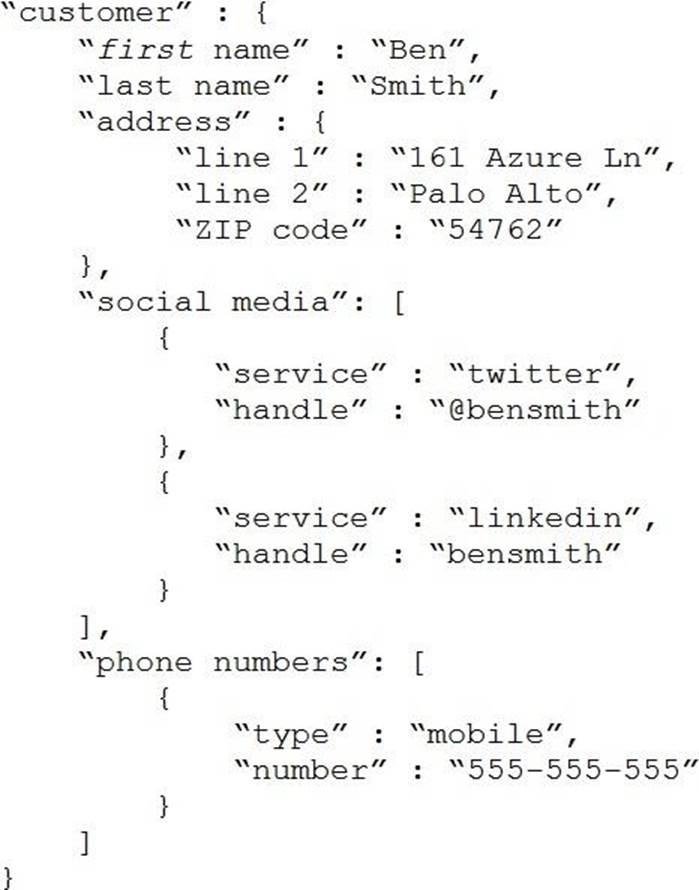 “customer” : {
“first name” : “Ben”,
“last name” : “Smith”,
“address” : {
“line 1” : “161 Azure Ln”,
“line 2” : “Palo Alto”,
“ZIP code” : “54762”
},
“social media”: [
{
“service” : “twitter”,
“handle” : “@bensmith”
},
{
“service” : “linkedin”,
“handle” : “bensmith”
}
],
“phone numbers”: [
{
“type” : “mobile”,
“number” : “555-555-555”
}
]
}